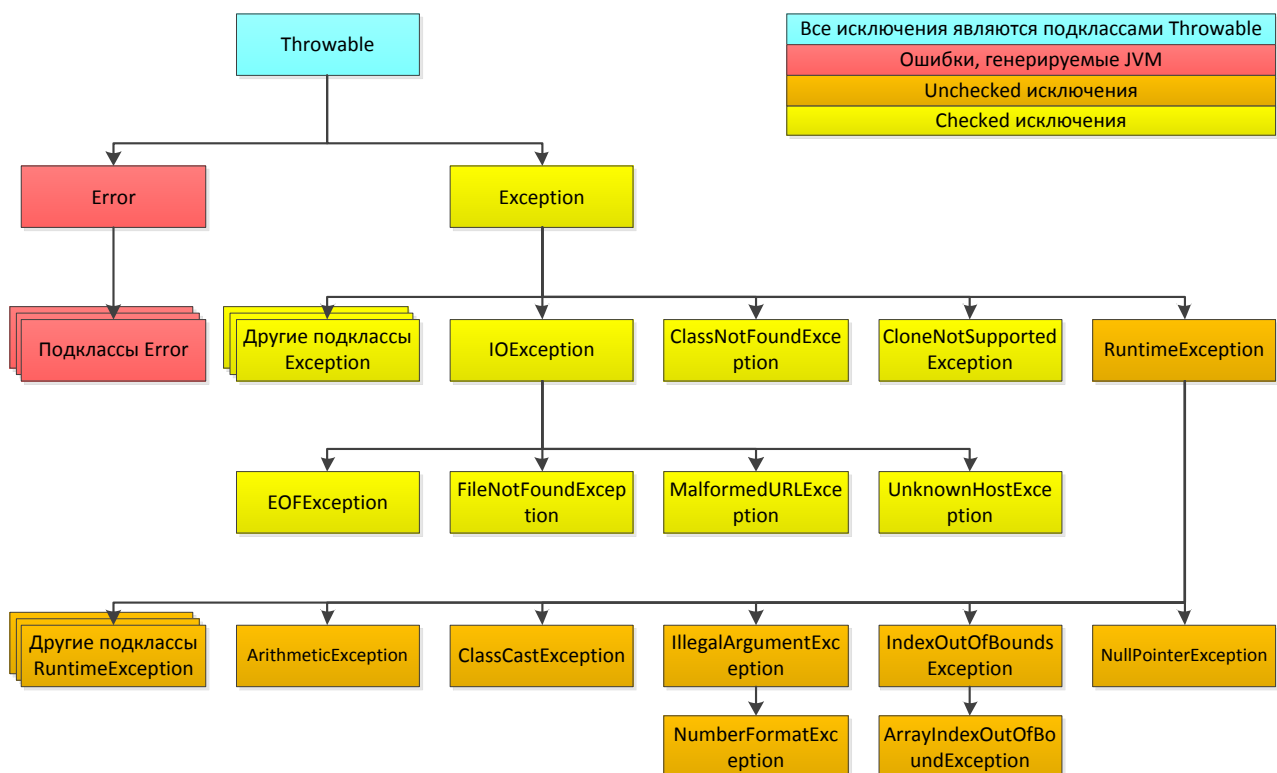 Throwable
Все исключения являются подклассами Throwable
Ошибки, генерируемые JVM
Unchecked исключения
Checked исключения
Error
Exception
Подклассы Error
Другие подклассы
Exception
IOException
ClassNotFoundExce
ption
CloneNotSupported
Exception
RuntimeException
EOFException
FileNotFoundExcep
tion
MalformedURLExce
ption
UnknownHostExce
ption
Другие подклассы
RuntimeException
ArithmeticException
ClassCastException
IllegalArgumentExc
eption
IndexOutOfBounds
Exception
NullPointerException
NumberFormatExc
eption
ArrayIndexOutOfBo
undException